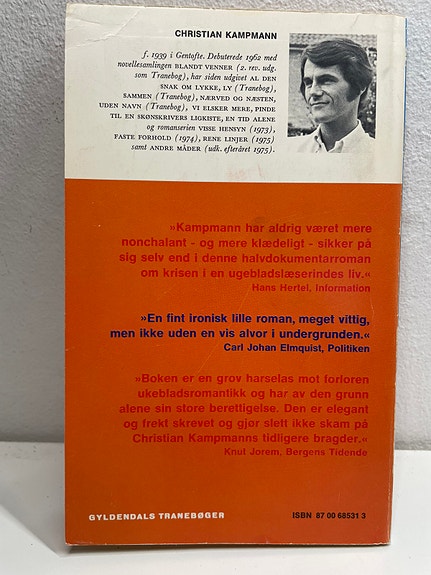 CHRISTIAN KAMPMANN
f. 1939 i Gentofte. Debuterede 1962 med
novellesamlingen BLANDT VENNER (2. rev. udg.
som Tranebog), har siden udgivet AL DEN
SNAK OM LYKKE, LY (Tranebog),
SAMMEN (Tranebog), NÆRVED OG NÆSTEN,
UDEN NAVN (Tranebog), VI ELSKER MERE, PINDE
TIL EN SKØNSKRIVERS LIGKISTE, EN TID ALENE
og romanserien VISSE HENSYN (1973),
FASTE FORHOLD (1974), RENE LINJER (1975)
samt ANDRE MÅDER (udk. efteråret 1975).
»Kampmann har aldrig været mere
nonchalant - og mere klædeligt - sikker på
sig selv end i denne halvdokumentarroman
om krisen i en ugebladslæserindes liv.«
Hans Hertel, Information
»En fint ironisk lille roman, meget vittig,
men ikke uden en vis alvor i undergrunden.«
Carl Johan Elmquist, Politiken
»Boken er en grov harselas mot forloren
ukebladsromantikk og har av den grunn
alene sin store berettigelse. Den er elegant
og frekt skrevet og gjør slett ikke skam på
Christian Kampmanns tidligere bragder.«
Knut Jorem, Bergens Tidende
GYLDENDALS TRANEBØGER
ISBN 87 00 68531 3